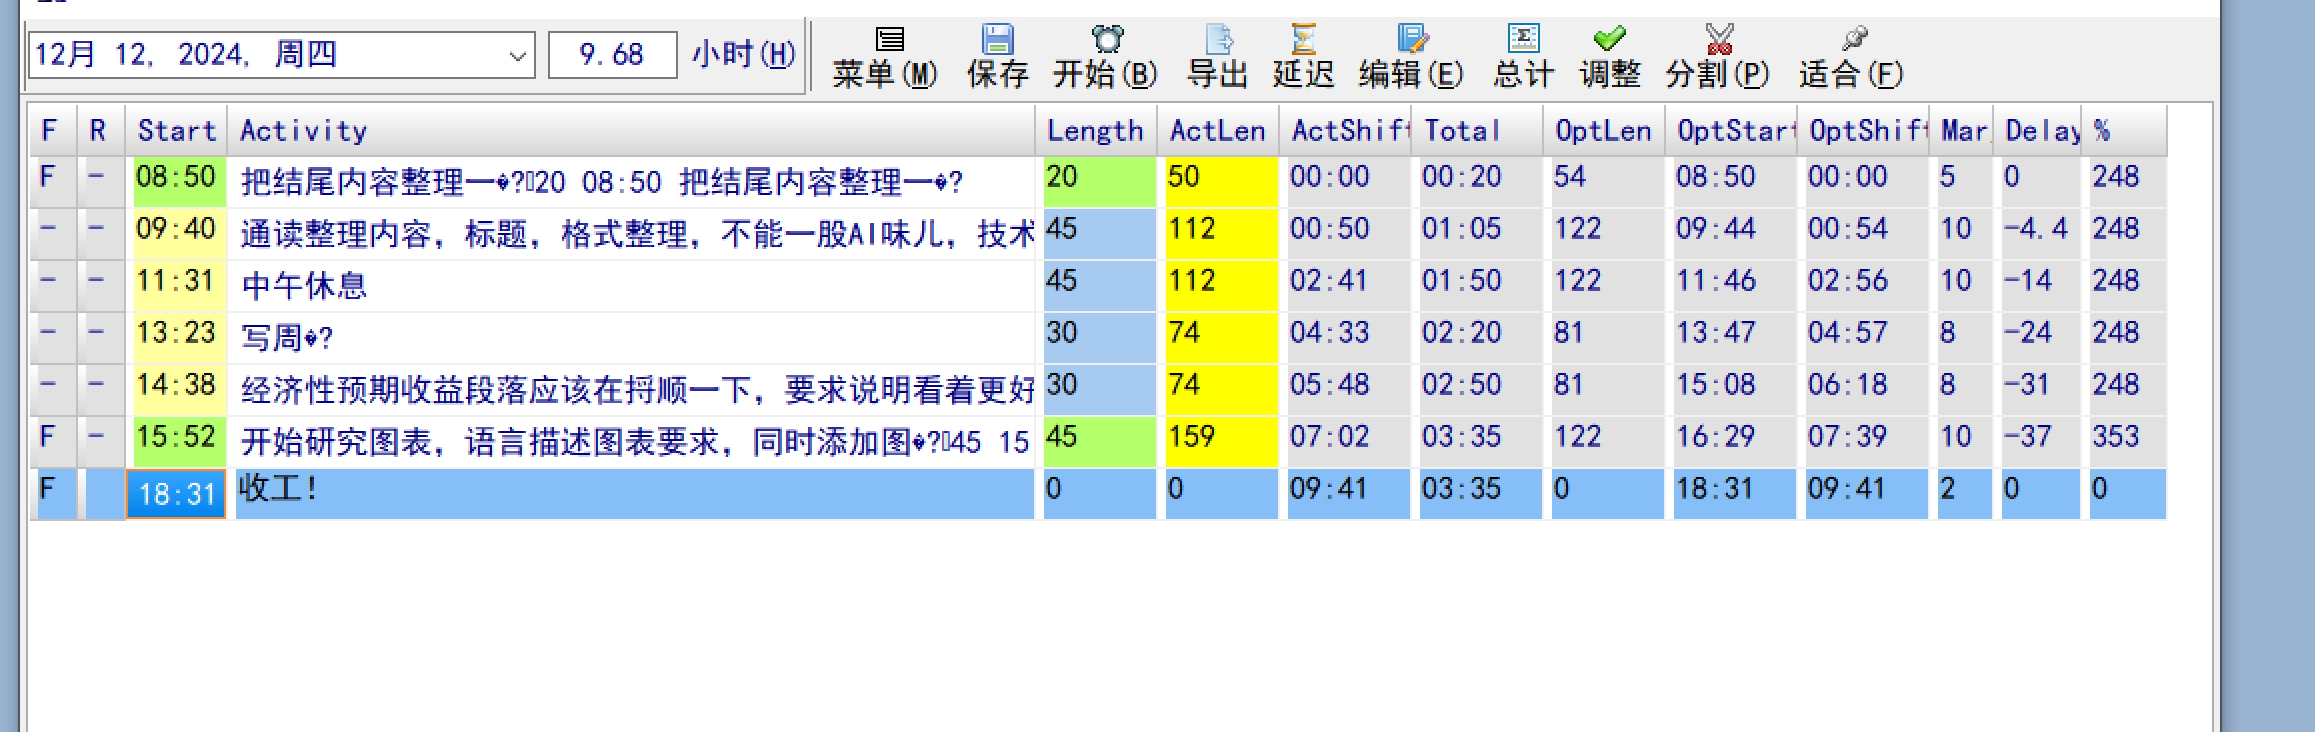 12月 12, 2024, 周四 9.68 小时(H) 菜单(M) 保存 开始(B) 导出 延迟 编辑(E) 总计 调整 分割(P) 适合(F)
F R Start Activity Length ActLen ActShift Total OptLen OptStart OptShift Mar Delay %
F - 08:50 把结尾内容整理一�?▯20 08:50 把结尾内容整理一�? 20 50 00:00 00:20 54 08:50 00:00 5 0 248
- - 09:40 通读整理内容, 标题, 格式整理, 不能一股AI味儿, 技术 45 112 00:50 01:05 122 09:44 00:54 10 -4.4 248
- - 11:31 中午休息 45 112 02:41 01:50 122 11:46 02:56 10 -14 248
- - 13:23 写周�? 30 74 04:33 02:20 81 13:47 04:57 8 -24 248
- - 14:38 经济性预期收益段落应该在捋顺一下, 要求说明看着更好 30 74 05:48 02:50 81 15:08 06:18 8 -31 248
F - 15:52 开始研究图表, 语言描述图表要求, 同时添加图�?▯45 15 45 159 07:02 03:35 122 16:29 07:39 10 -37 353
F 18:31 收工! 0 0 09:41 03:35 0 18:31 09:41 2 0 0